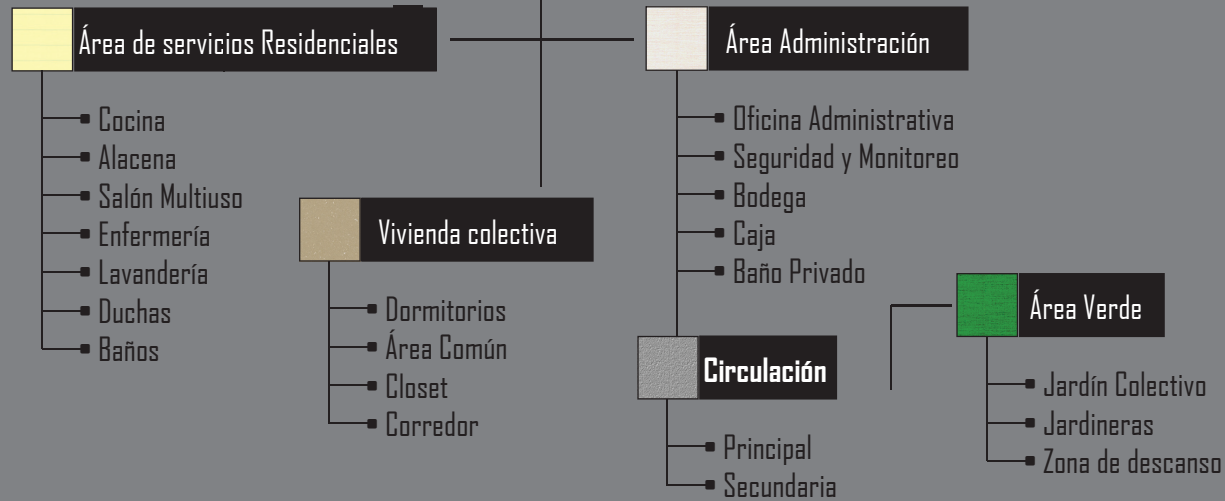 Área de servicios Residenciales
Cocina
Alacena
Salón Multiuso
Enfermería
Lavandería
Duchas
Baños
Vivienda colectiva
Dormitorios
Área Común
Closet
Corredor
Área Administración
Oficina Administrativa
Seguridad y Monitoreo
Bodega
Caja
Baño Privado
Circulación
Principal
Secundaria
Área Verde
Jardín Colectivo
Jardineras
Zona de descanso